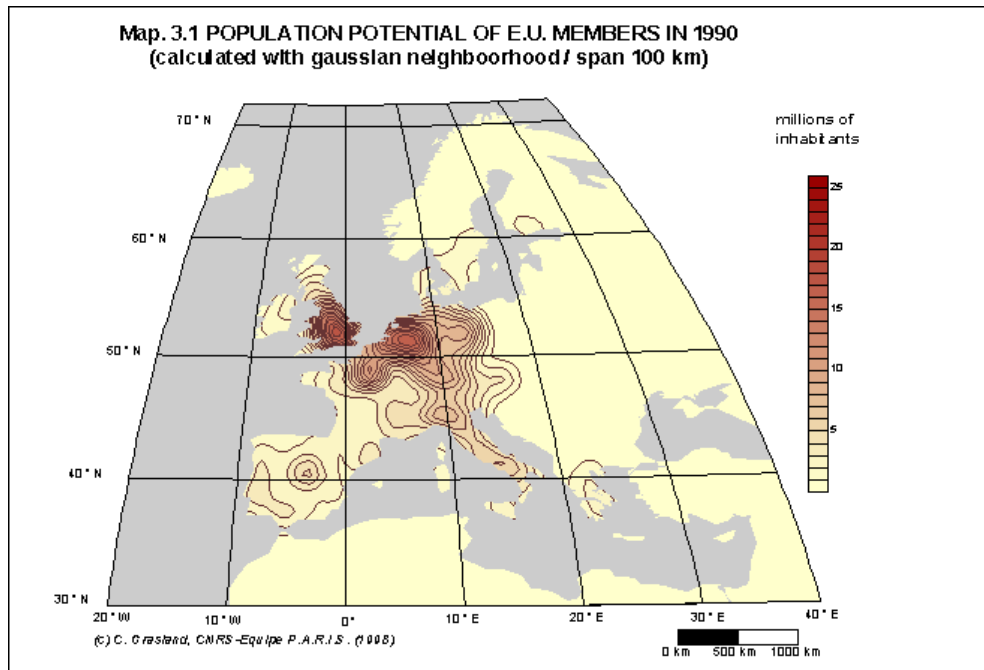 Map. 3.1 POPULATION POTENTIAL OF E.U. MEMBERS IN 1990
(calculated with gaussian neighboorhood / span 100 km)
70° N
60° N
50° N
40° N
30° N
20° W
10° W
0°
10° E
20° E
30° E
40° E
millions of
inhabitants
25
20
15
10
5
(c) C. Grasland, CNRS-Equipe P.A.R.I.S. (1996)
0 km 500 km 1000 km